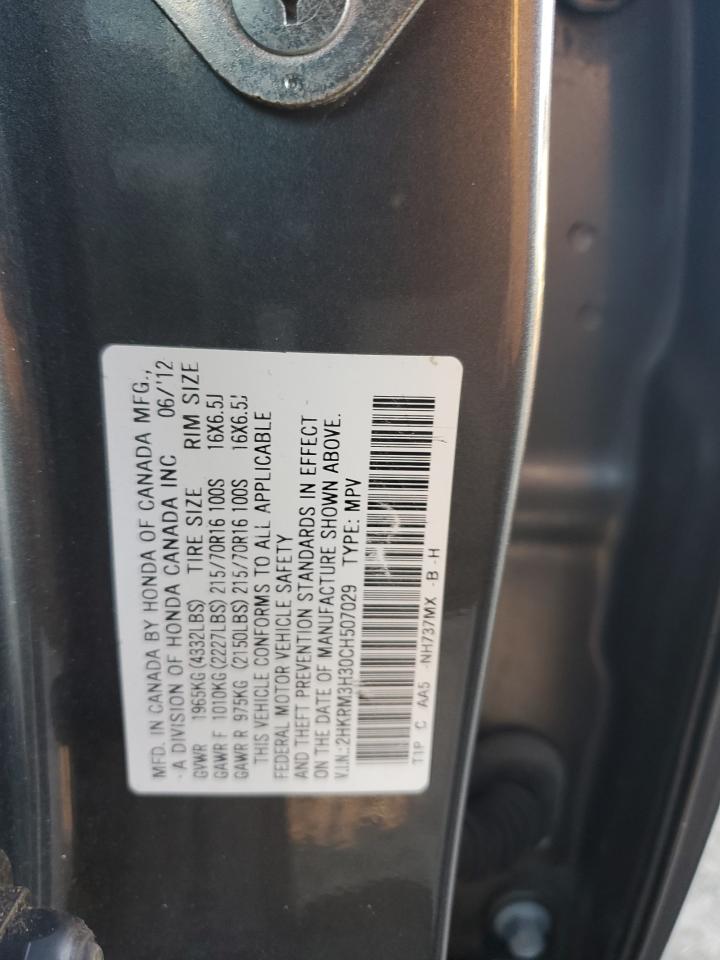 MFD. IN CANADA BY HONDA OF CANADA MFG.,
-A DIVISION OF HONDA CANADA INC 06/'12
GVWR 1965KG (4332LBS) TIRE SIZE RIM SIZE
GAWR F 1010KG (2227LBS) 215/70R16 100S 16X6.5J
GAWR R 975KG (2150LBS) 215/70R16 100S 16X6.5J
THIS VEHICLE CONFORMS TO ALL APPLICABLE
FEDERAL MOTOR VEHICLE SAFETY
AND THEFT PREVENTION STANDARDS IN EFFECT
ON THE DATE OF MANUFACTURE SHOWN ABOVE.
V.I.N.: 2HKRM3H30CH507029 TYPE: MPV
T1P C AA5 -NH737MX -B -H